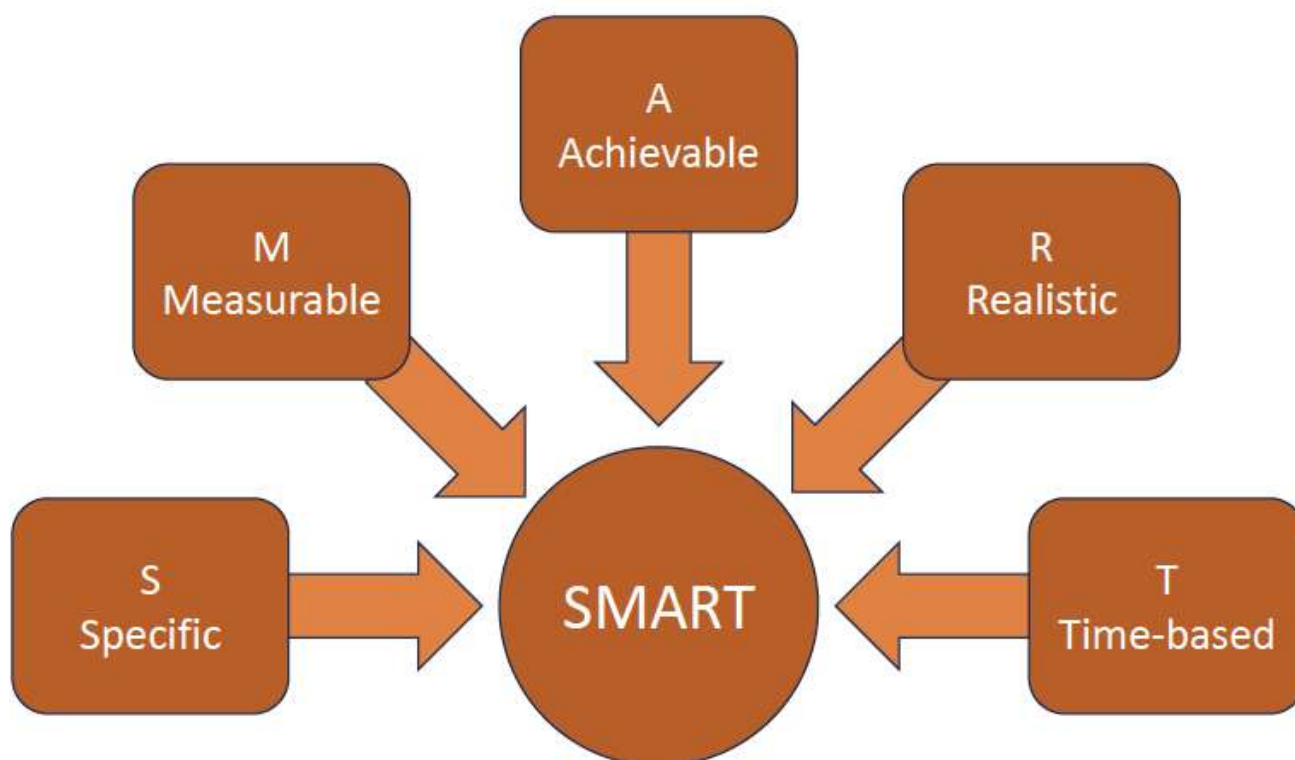 A
Achievable
M
Measurable
R
Realistic
S
Specific
SMART
T
Time-based